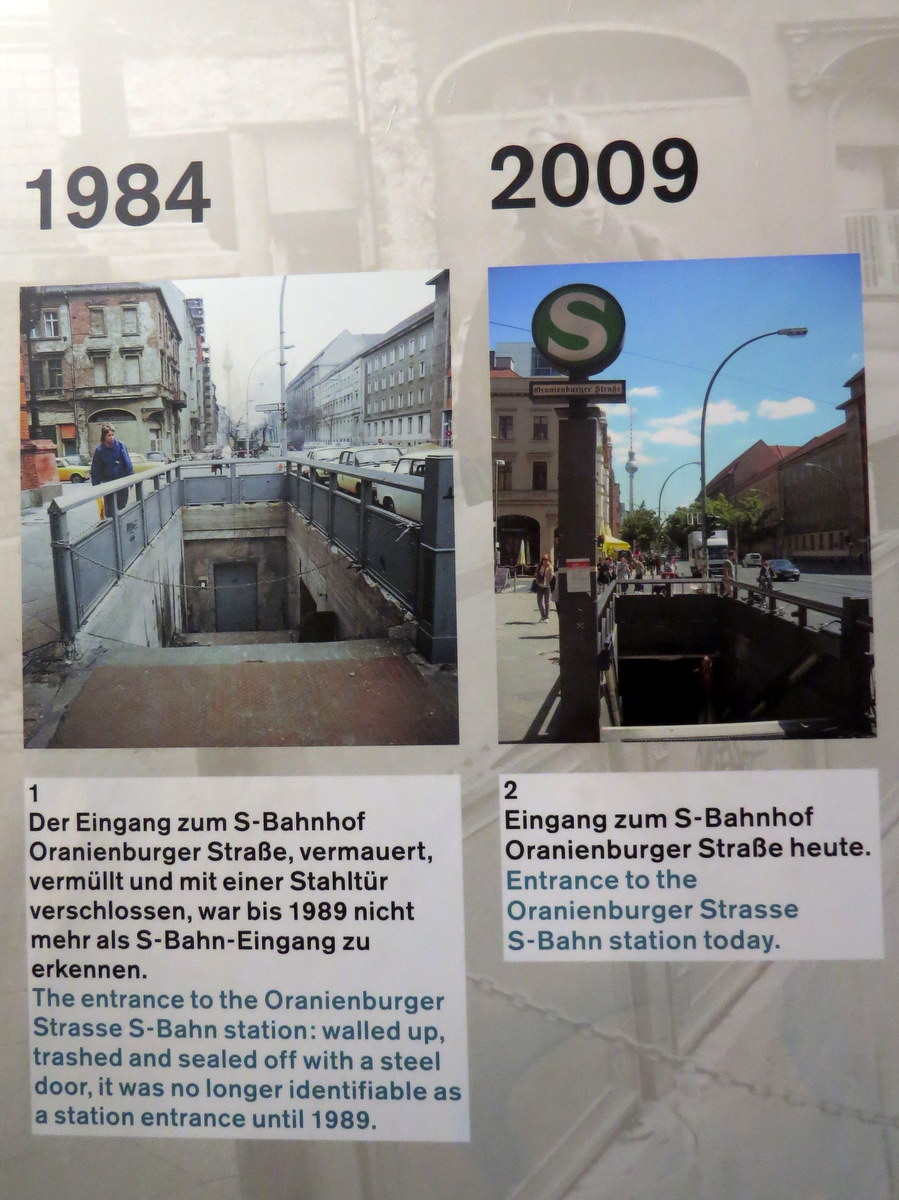 1984
2009
S
Oranienburger Straße
1
Der Eingang zum S-Bahnhof
Oranienburger Straße, vermauert,
vermüllt und mit einer Stahltür
verschlossen, war bis 1989 nicht
mehr als S-Bahn-Eingang zu
erkennen.
The entrance to the Oranienburger
Strasse S-Bahn station: walled up,
trashed and sealed off with a steel
door, it was no longer identifiable as
a station entrance until 1989.
2
Eingang zum S-Bahnhof
Oranienburger Straße heute.
Entrance to the
Oranienburger Strasse
S-Bahn station today.